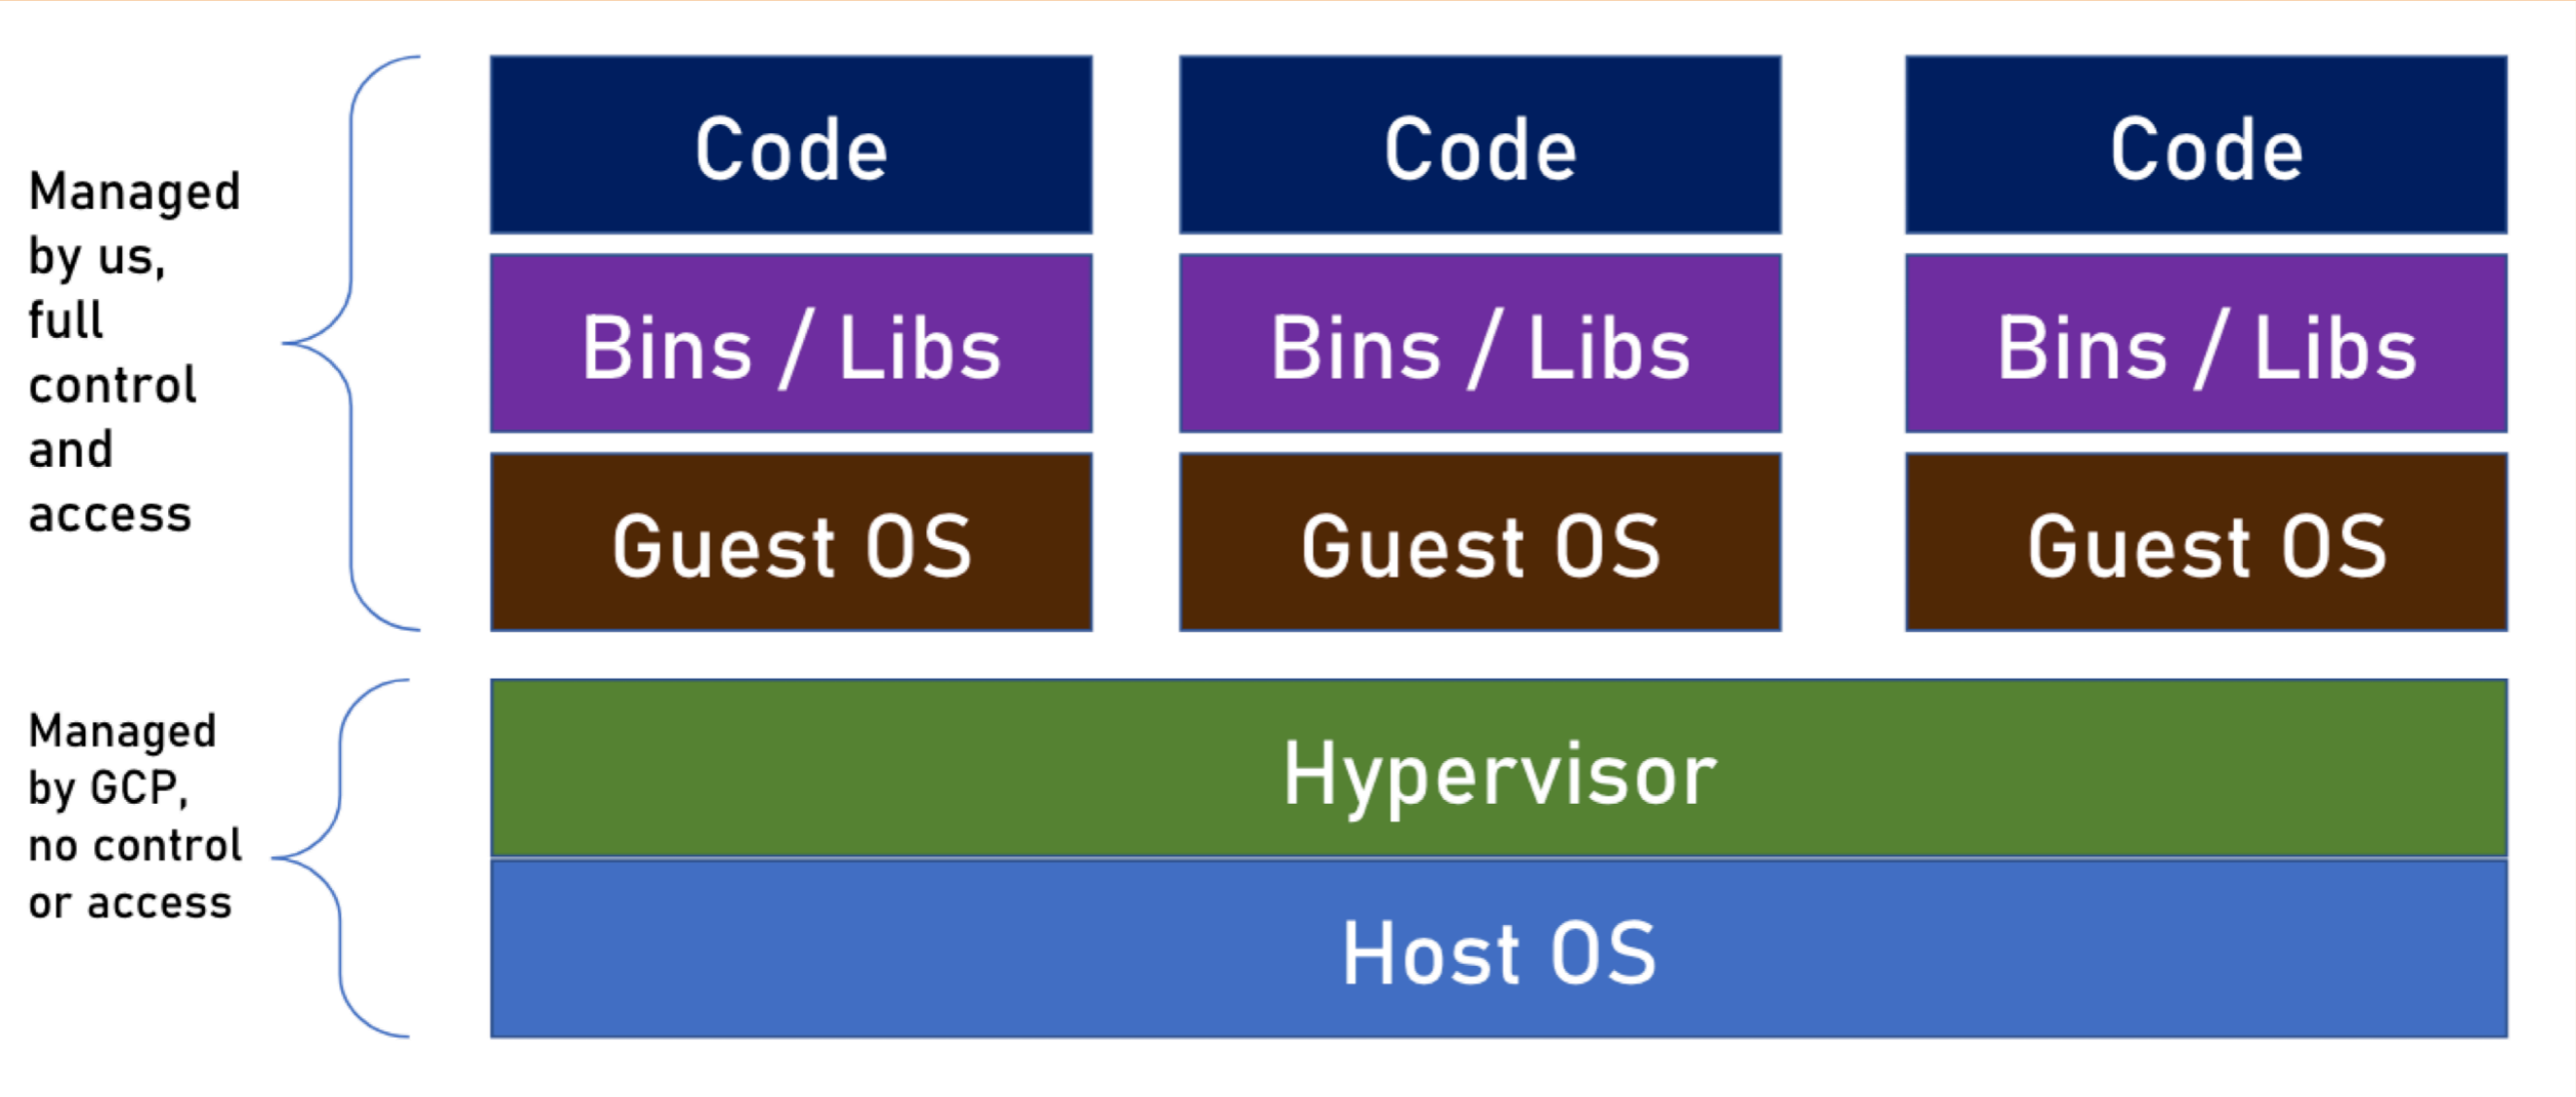 Managed
by us,
full
control
and
access
Code
Code
Code
Bins / Libs
Bins / Libs
Bins / Libs
Guest OS
Guest OS
Guest OS
Managed
by GCP,
no control
or access
Hypervisor
Host OS